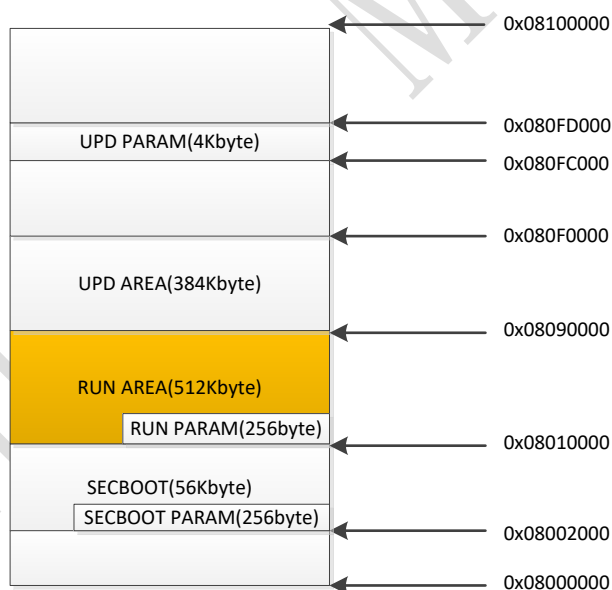 0x08100000
0x080FD000
UPD PARAM(4Kbyte)
0x080FC000
0x080F0000
UPD AREA(384Kbyte)
0x08090000
RUN AREA(512Kbyte)
RUN PARAM(256byte)
0x08010000
SECBOOT(56Kbyte)
SECBOOT PARAM(256byte)
0x08002000
0x08000000